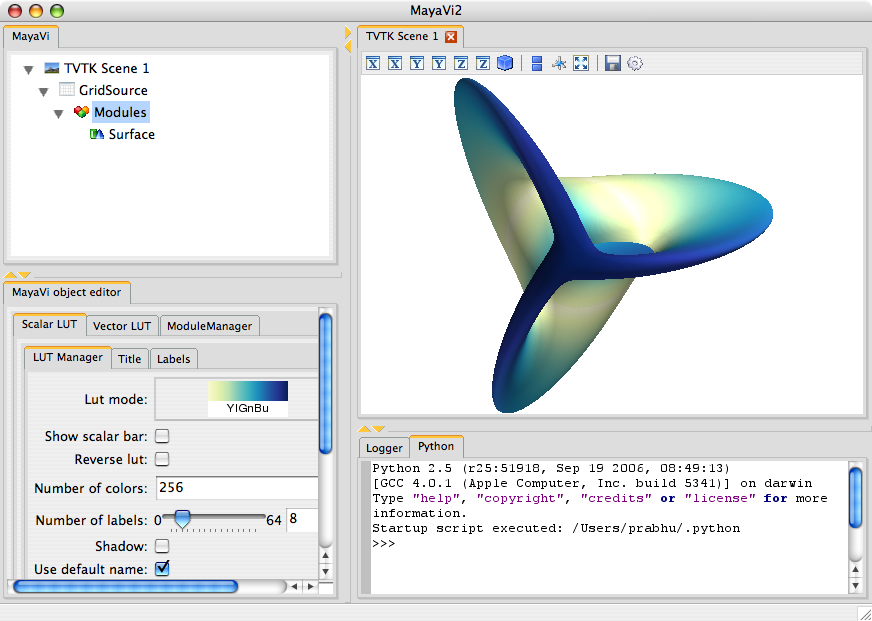 MayaVi2
MayaVi
TVTK Scene 1
GridSource
Modules
Surface
MayaVi object editor
Scalar LUT
Vector LUT
ModuleManager
LUT Manager
Title
Labels
Lut mode:
YlGnBu
Show scalar bar:
Reverse lut:
Number of colors: 256
Number of labels: 0 64 8
Shadow:
Use default name:
TVTK Scene 1
X X Y Y Z Z
Logger
Python
Python 2.5 (r25:51918, Sep 19 2006, 08:49:13)
[GCC 4.0.1 (Apple Computer, Inc. build 5341)] on darwin
Type "help", "copyright", "credits" or "license" for more
information.
Startup script executed: /Users/prabhu/.python
>>>